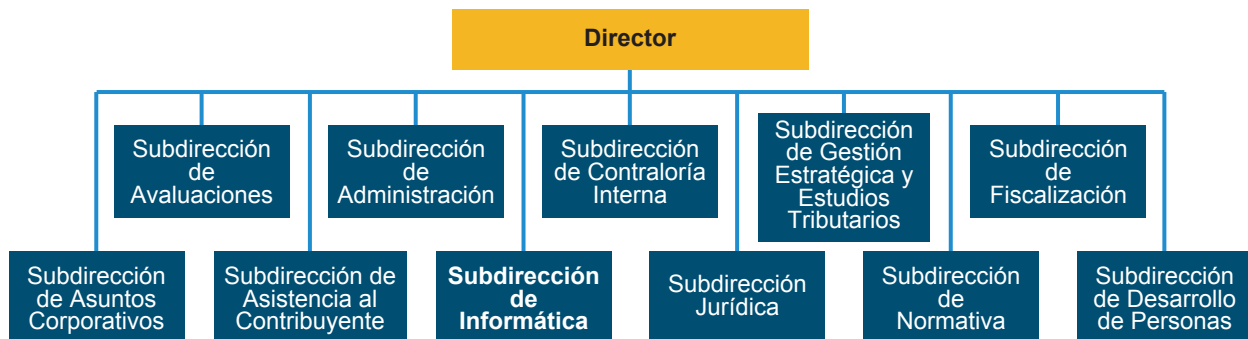 Director
Subdirección
de
Avaluaciones
Subdirección
de
Administración
Subdirección
de Contraloría
Interna
Subdirección
de Gestión
Estratégica y
Estudios
Tributarios
Subdirección
de
Fiscalización
Subdirección
de Asuntos
Corporativos
Subdirección de
Asistencia al
Contribuyente
Subdirección
de
Informática
Subdirección
Jurídica
Subdirección
de
Normativa
Subdirección
de Desarrollo
de Personas